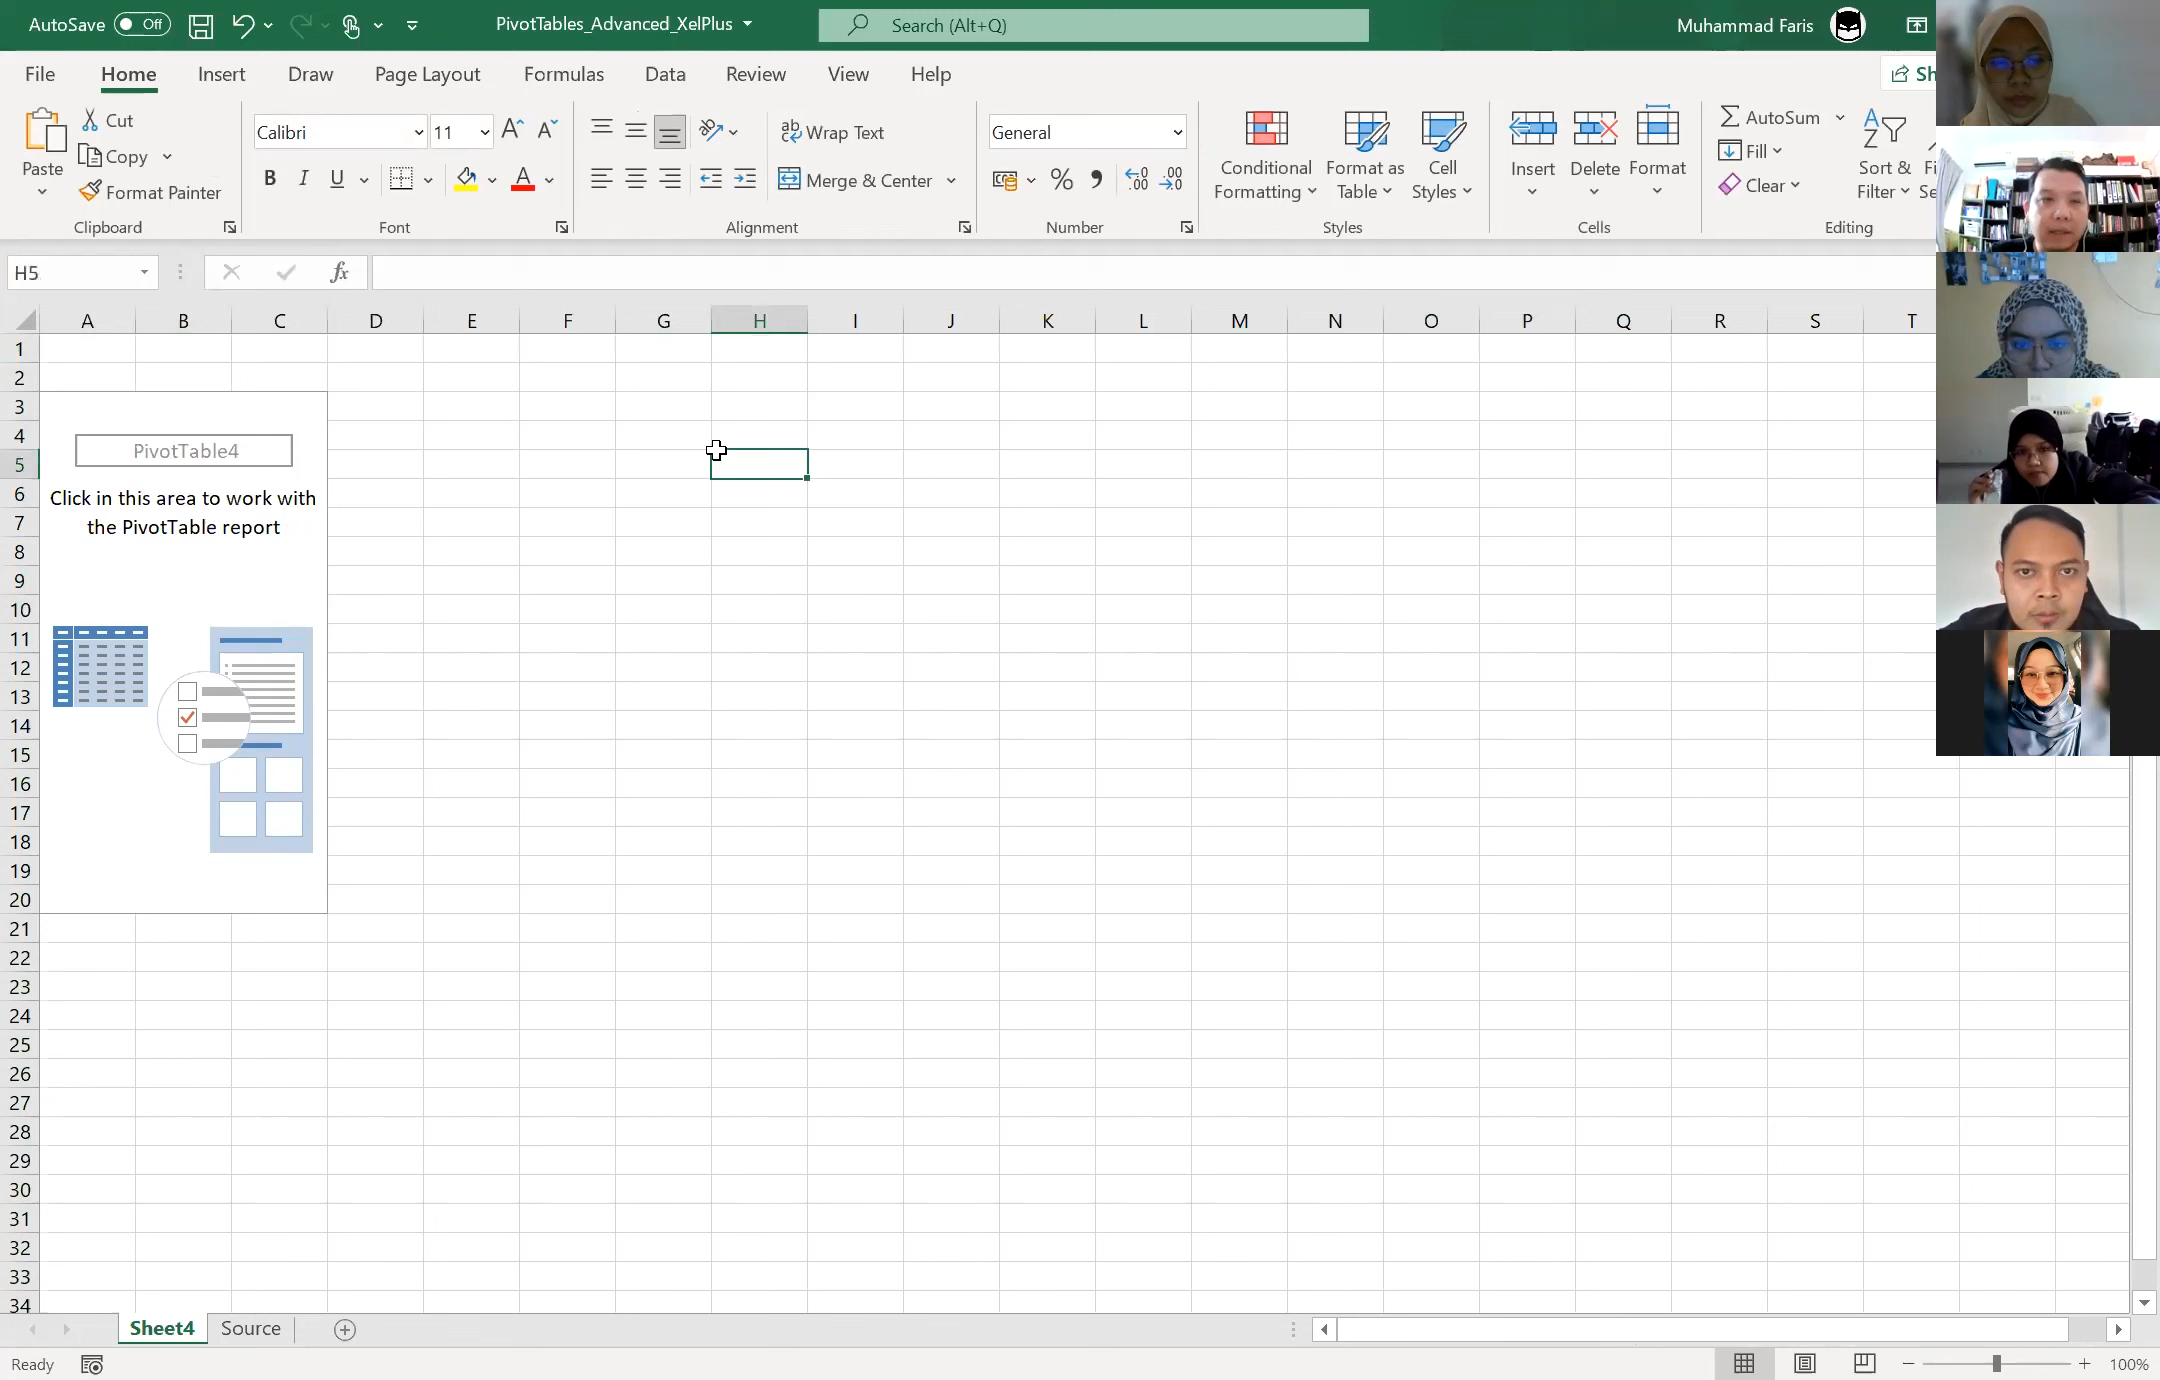 AutoSave Off PivotTables_Advanced_XelPlus Search (Alt+Q) Muhammad Faris
File Home Insert Draw Page Layout Formulas Data Review View Help Sh
Paste
Cut
Copy
Format Painter
Clipboard
Calibri 11
B I U
Font
Wrap Text
Merge & Center
Alignment
General
Number
Conditional
Formatting
Format as
Table
Cell
Styles
Styles
Insert
Delete
Format
Cells
AutoSum
Fill
Clear
Sort &
Filter
Fi
Se
Editing
H5 fx
A B C D E F G H I J K L M N O P Q R S T
1
2
3
4
5
6
7
8
9
10
11
12
13
14
15
16
17
18
19
20
21
22
23
24
25
26
27
28
29
30
31
32
33
34
PivotTable4
Click in this area to work with
the PivotTable report
Sheet4 Source
Ready 100%